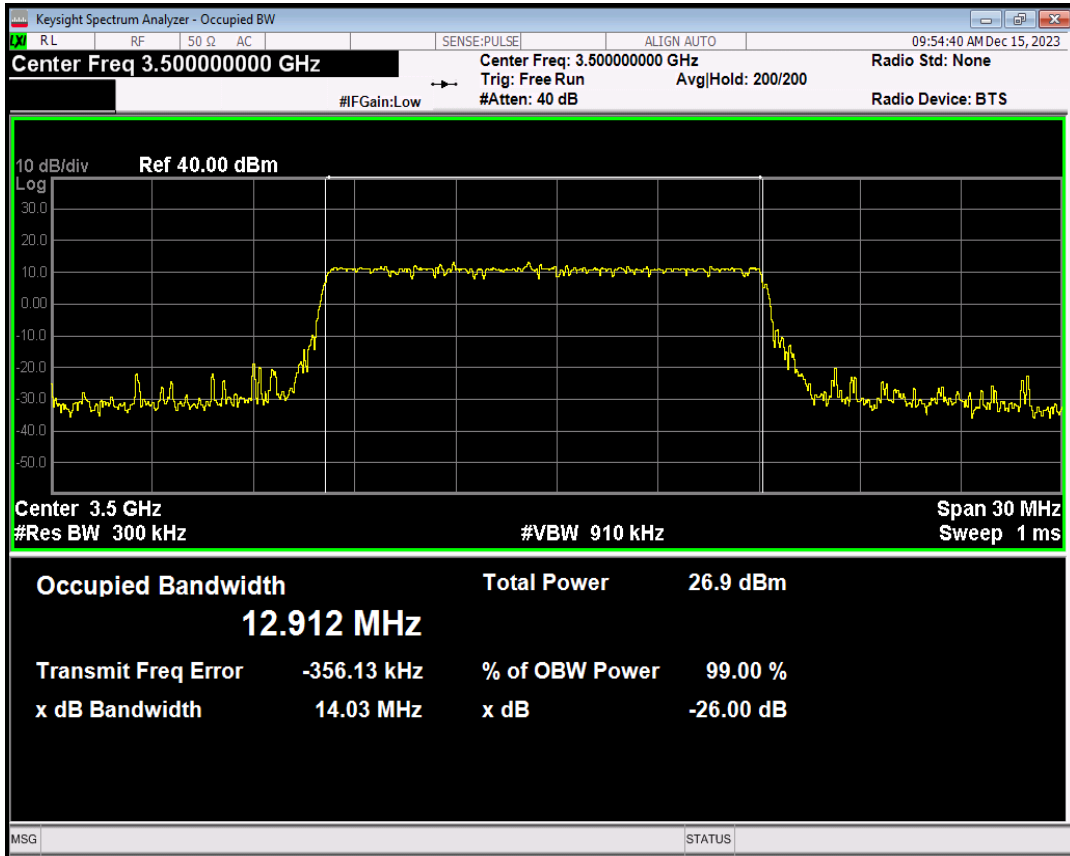 Keysight Spectrum Analyzer - Occupied BW
LXI RL RF 50 Ω AC SENSE:PULSE ALIGN AUTO 09:54:40 AM Dec 15, 2023
Center Freq 3.500000000 GHz Center Freq: 3.500000000 GHz Radio Std: None
Trig: Free Run Avg|Hold: 200/200
#IFGain:Low #Atten: 40 dB Radio Device: BTS
10 dB/div Ref 40.00 dBm
Log
30.0
20.0
10.0
0.00
-10.0
-20.0
-30.0
-40.0
-50.0
Center 3.5 GHz Span 30 MHz
#Res BW 300 kHz #VBW 910 kHz Sweep 1 ms
Occupied Bandwidth Total Power 26.9 dBm
12.912 MHz
Transmit Freq Error -356.13 kHz % of OBW Power 99.00 %
x dB Bandwidth 14.03 MHz x dB -26.00 dB
MSG STATUS